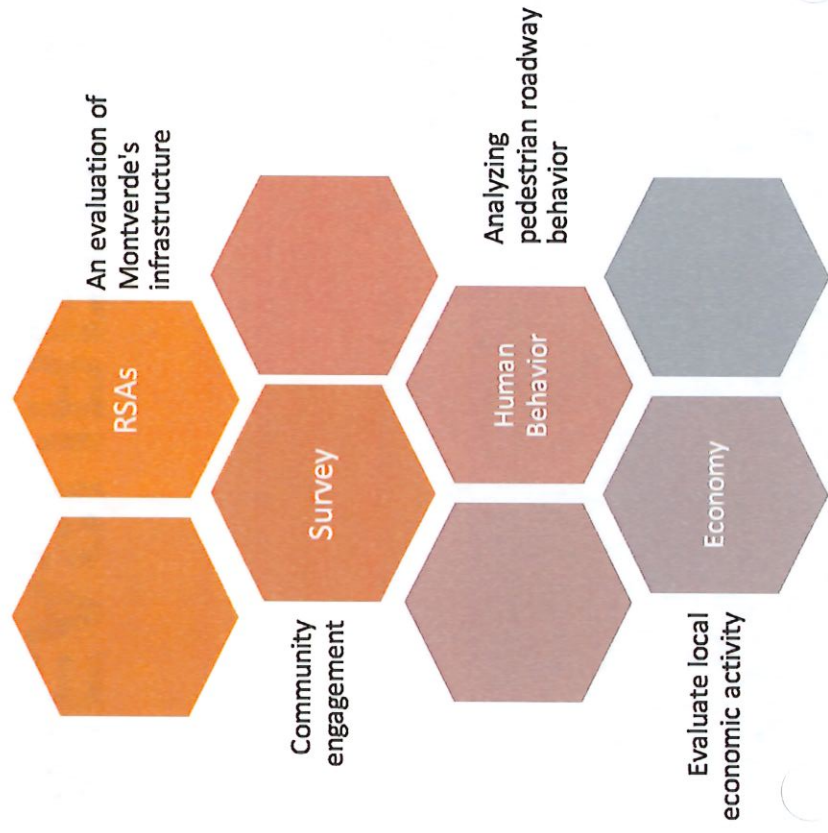 RSAs
An evaluation of
Montverde's
infrastructure
Survey
Community
engagement
Human
Behavior
Analyzing
pedestrian roadway
behavior
Economy
Evaluate local
economic activity